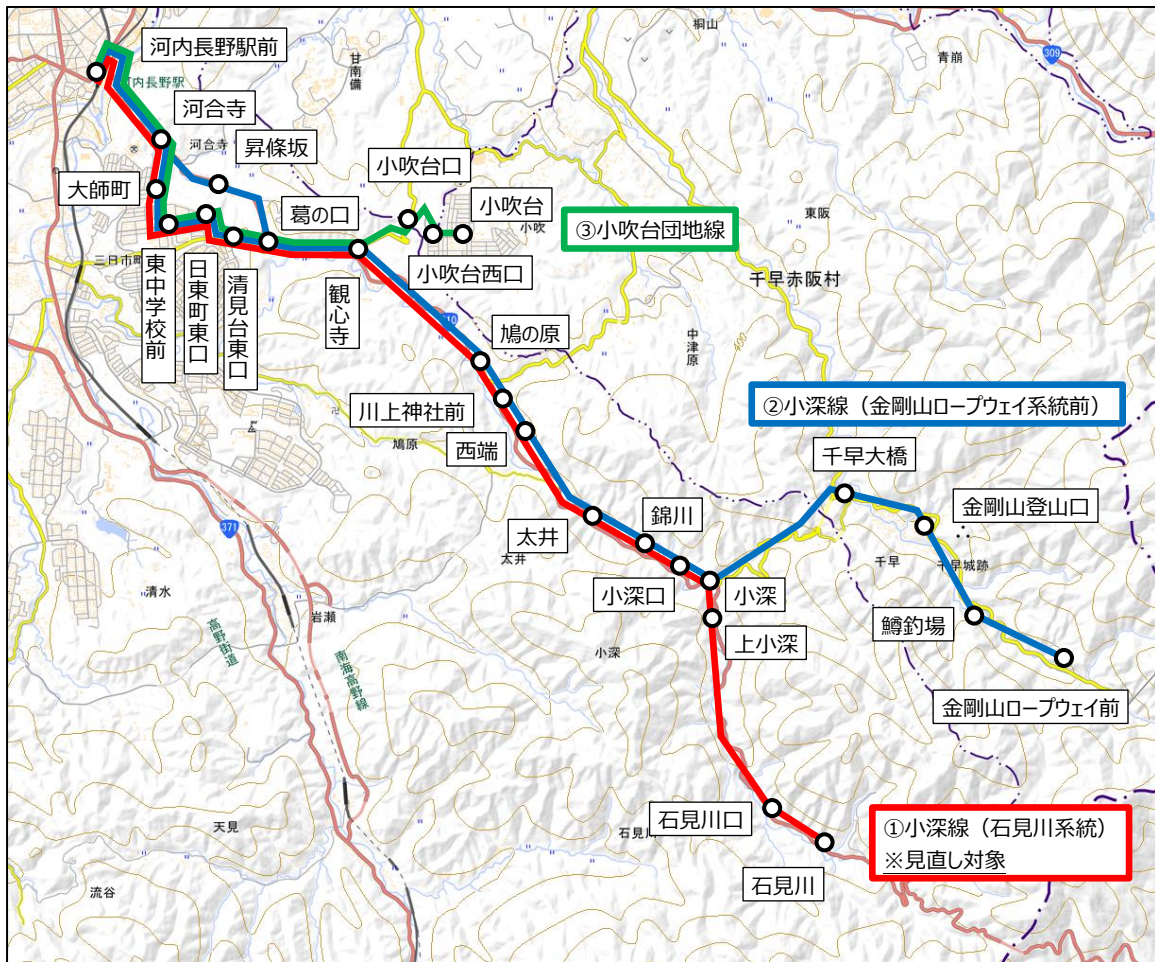 桐山
309
青崩
甘南備
河内長野駅前
河内長野駅
河合寺
河合寺
昇條坂
小吹台口
大師町
葛の口
小吹台
小吹
③小吹台団地線
東阪
三日市町
小吹台西口
千早赤阪村
東中学校前
日東町東口
清見台東口
観心寺
鳩の原
中津原
400
②小深線（金剛山ロープウェイ系統前）
川上神社前
鳩原
西端
千早大橋
金剛山登山口
371
太井
錦川
太井
千早
千早城跡
清水
岩瀬
小深口
小深
鱒釣場
高野街道
南海高野線
小深
上小深
金剛山ロープウェイ前
天見
石見川
石見川口
①小深線（石見川系統）
※見直し対象
石見川
流谷